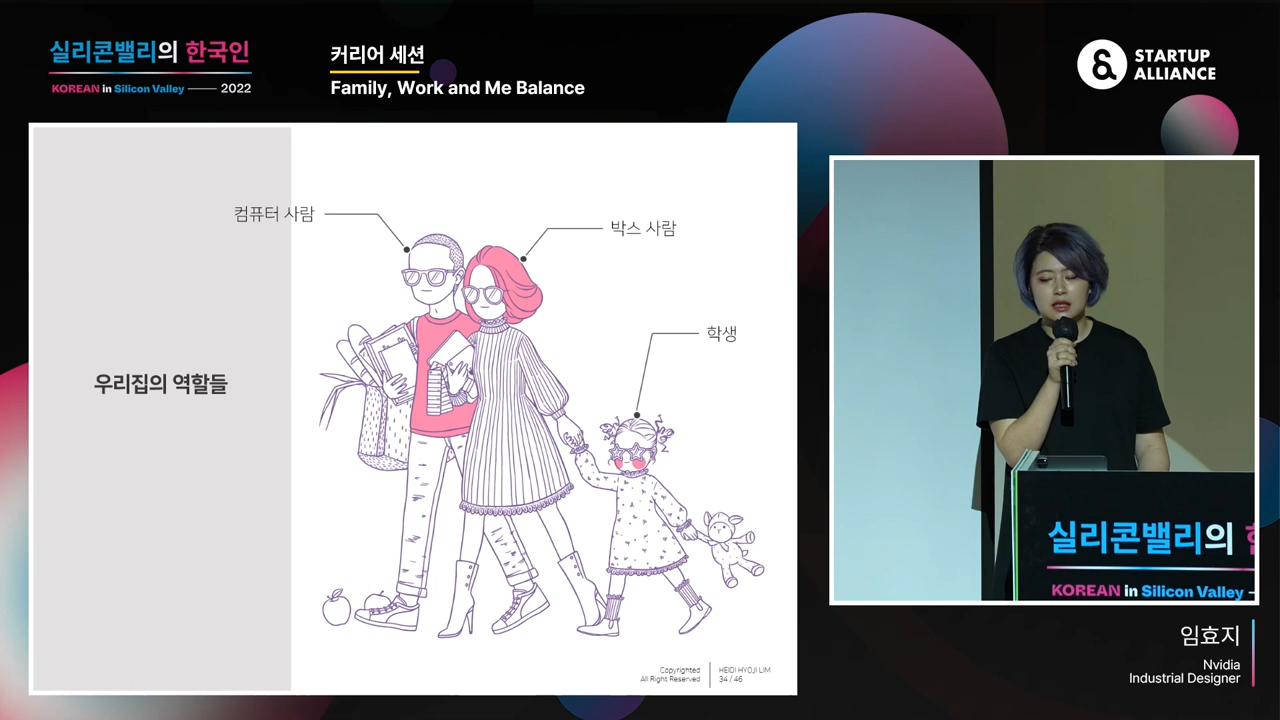 실리콘밸리의 한국인
KOREAN in Silicon Valley 2022
커리어 세션
Family, Work and Me Balance
STARTUP
ALLIANCE
컴퓨터 사람
박스 사람
학생
우리집의 역할들
Copyrighted
All Right Reserved
HEIDI HYOJI LIM
34 / 46
실리콘밸리의 한
KOREAN in Silicon Valley
임효지
Nvidia
Industrial Designer